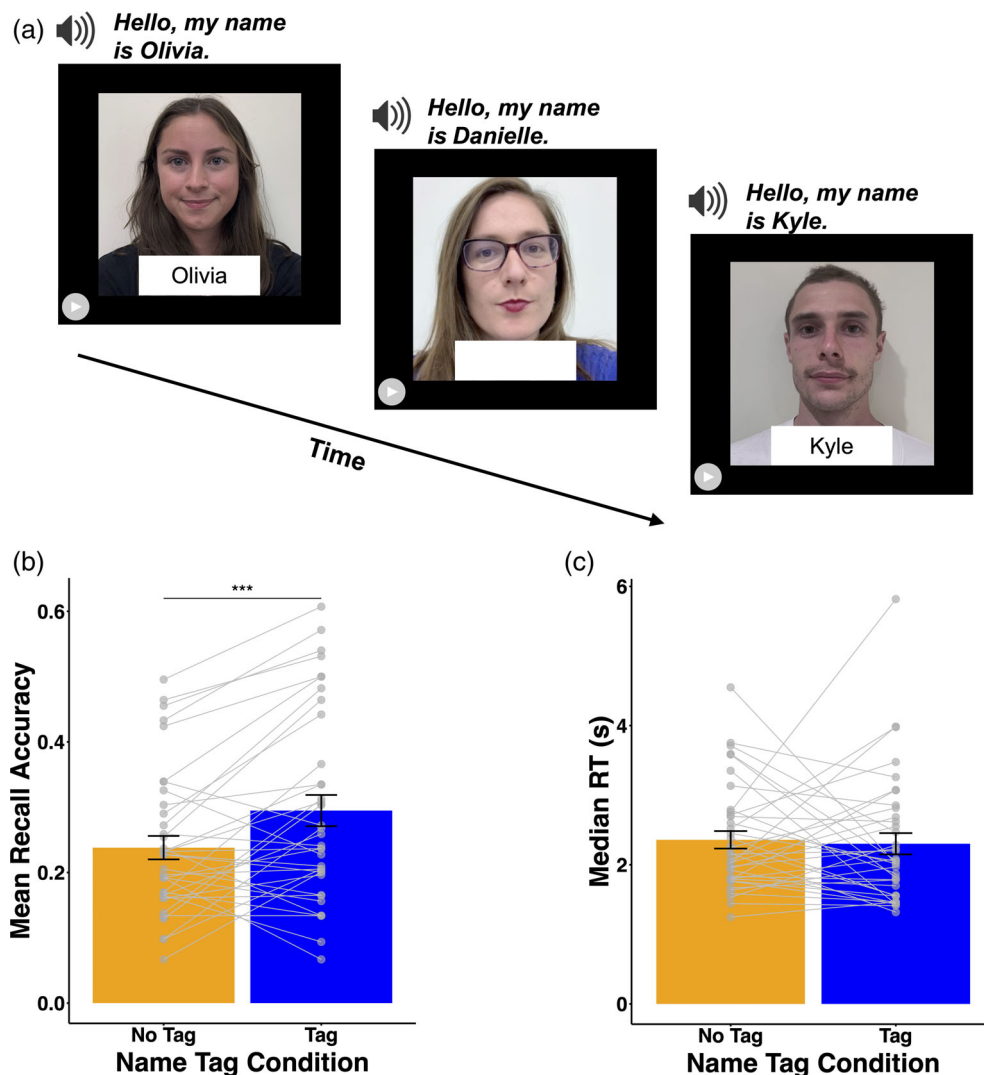 (a)
Hello, my name
is Olivia.
Olivia
Hello, my name
is Danielle.
Hello, my name
is Kyle.
Kyle
Time
(b)
***
Mean Recall Accuracy
0.6
0.4
0.2
0.0
No Tag
Tag
Name Tag Condition
(c)
Median RT (s)
6
4
2
0
No Tag
Tag
Name Tag Condition